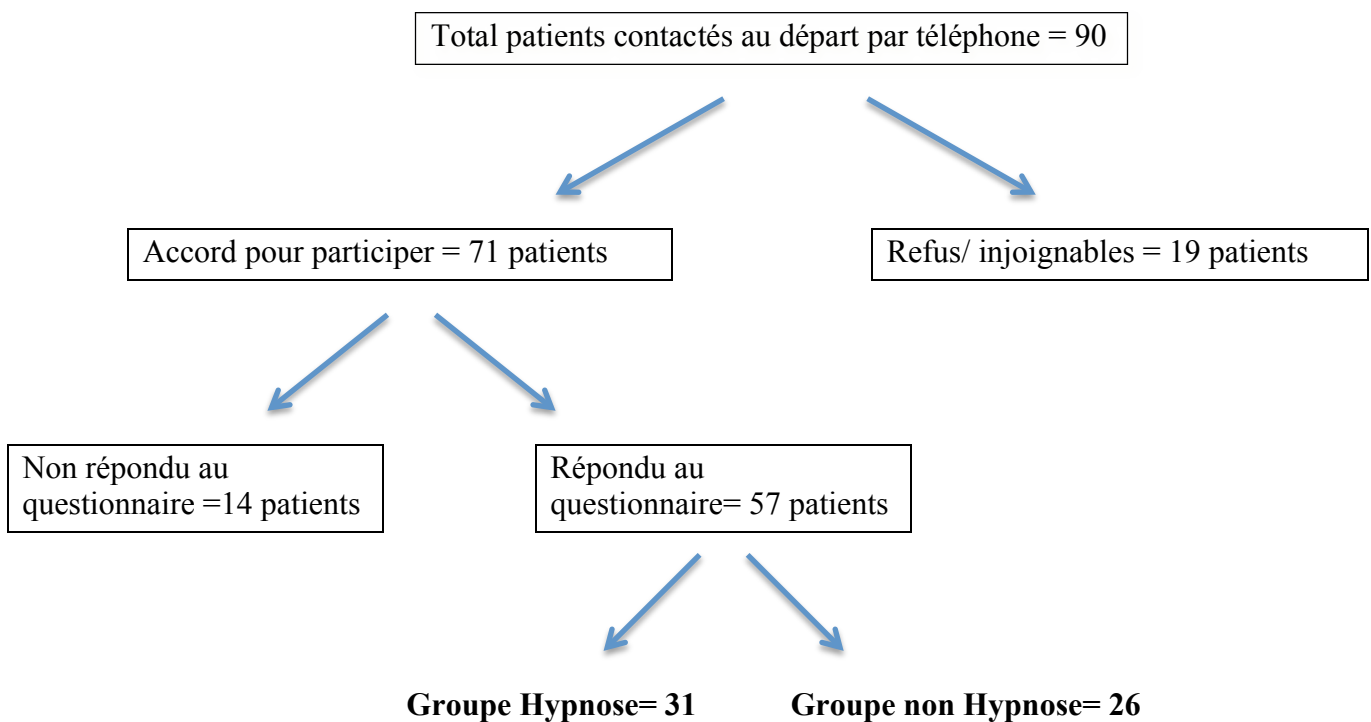 Total patients contactés au départ par téléphone = 90
Accord pour participer = 71 patients
Refus/ injoignables = 19 patients
Non répondu au
questionnaire =14 patients
Répondu au
questionnaire= 57 patients
Groupe Hypnose= 31
Groupe non Hypnose= 26